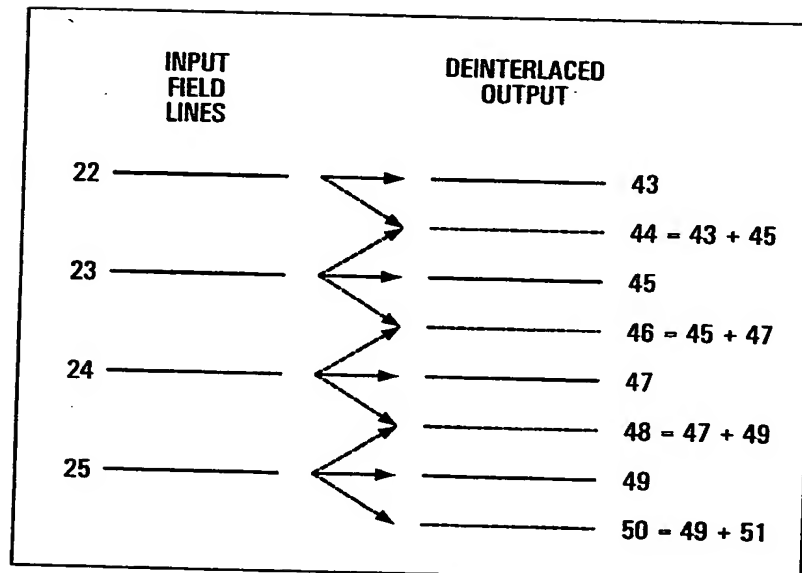 INPUT
FIELD
LINES
DEINTERLACED
OUTPUT
22
43
44 = 43 + 45
23
45
46 = 45 + 47
24
47
48 = 47 + 49
25
49
50 = 49 + 51